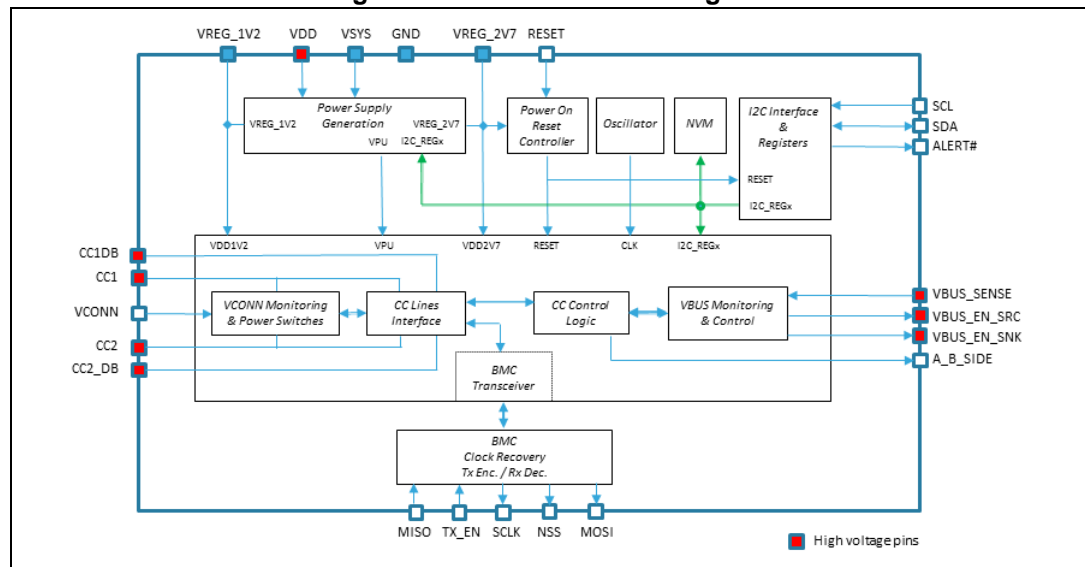 VREG_1V2 VDD VSYS GND VREG_2V7 RESET
Power Supply
Generation
VREG_1V2
VREG_2V7
VPU
I2C_REGx
Power On
Reset
Controller
Oscillator
NVM
I2C Interface
&
Registers
RESET
I2C_REGx
SCL
SDA
ALERT#
VDD1V2 VPU VDD2V7 RESET CLK I2C_REGx
CC1DB
CC1
VCONN
CC2
CC2_DB
VCONN Monitoring
& Power Switches
CC Lines
Interface
CC Control
Logic
VBUS Monitoring
& Control
VBUS_SENSE
VBUS_EN_SRC
VBUS_EN_SNK
A_B_SIDE
BMC
Transceiver
BMC
Clock Recovery
Tx Enc. / Rx Dec.
MISO TX_EN SCLK NSS MOSI
High voltage pins